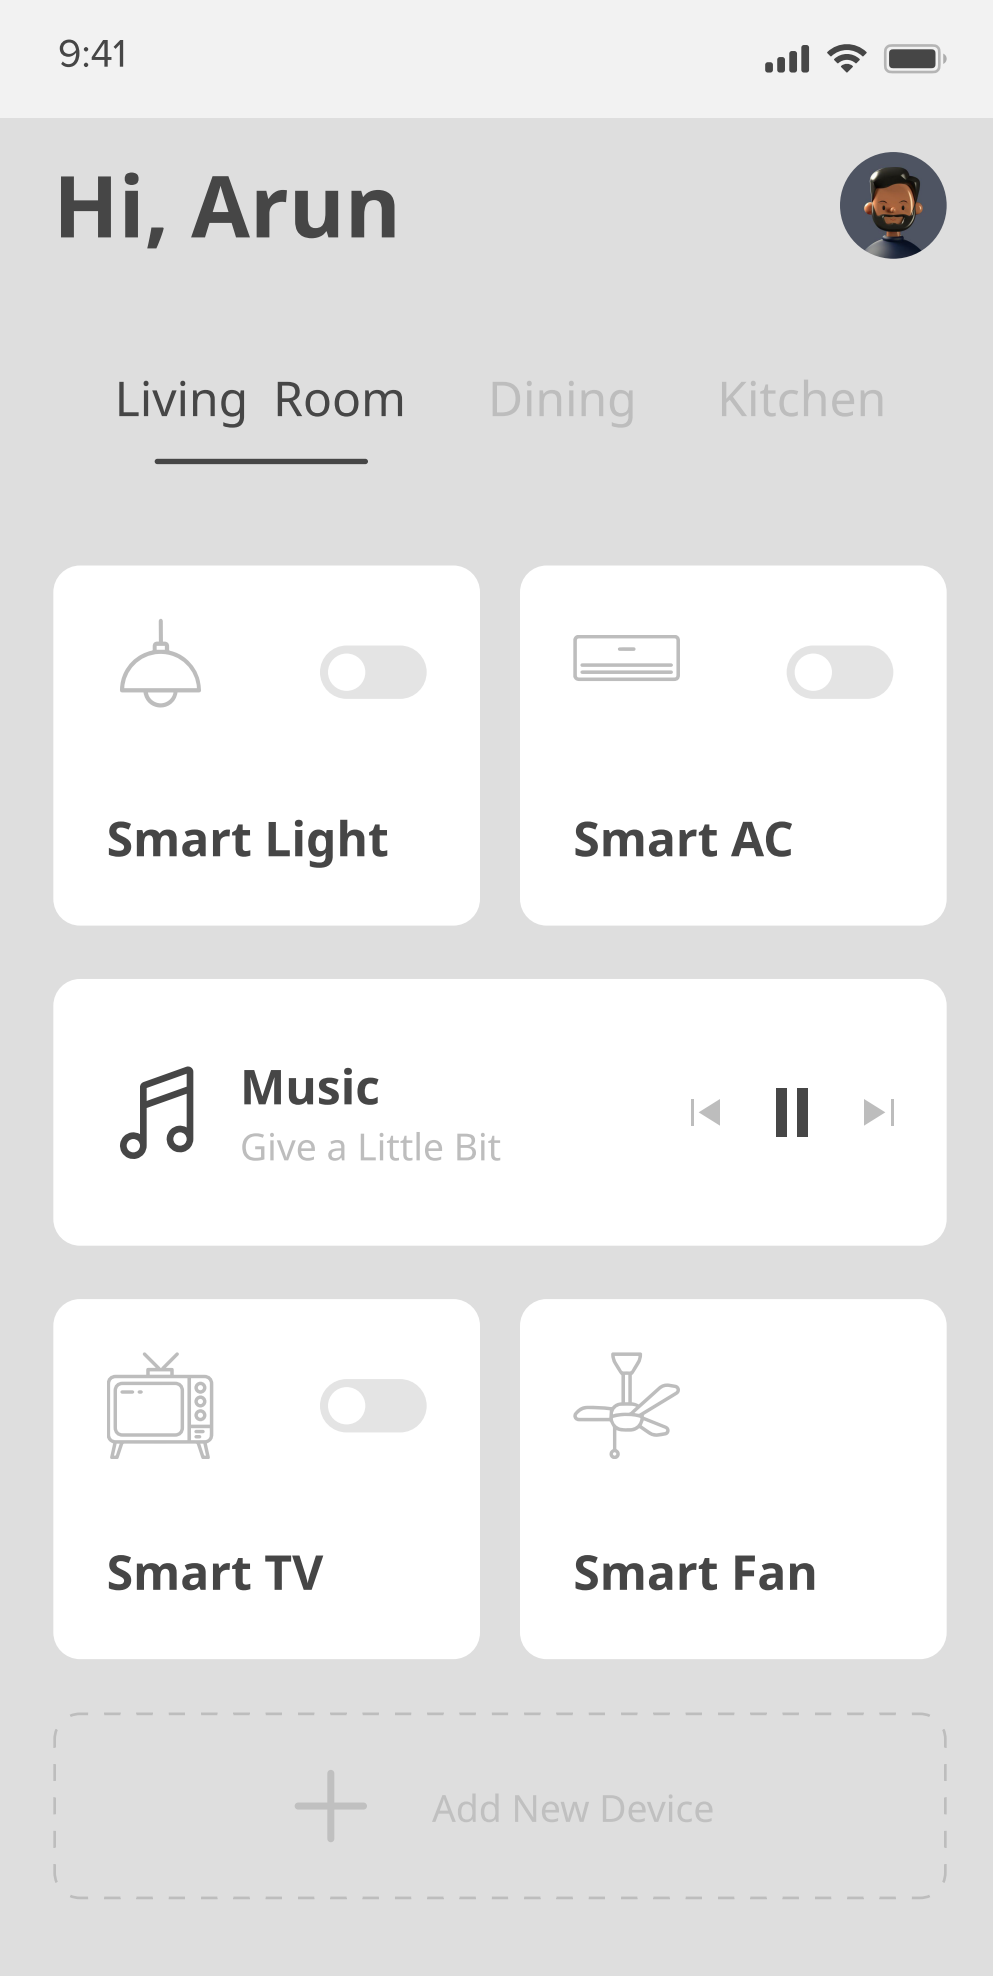 9:41
Hi, Arun
Living Room
Dining
Kitchen
Smart Light
Smart AC
Music
Give a Little Bit
Smart TV
Smart Fan
Add New Device